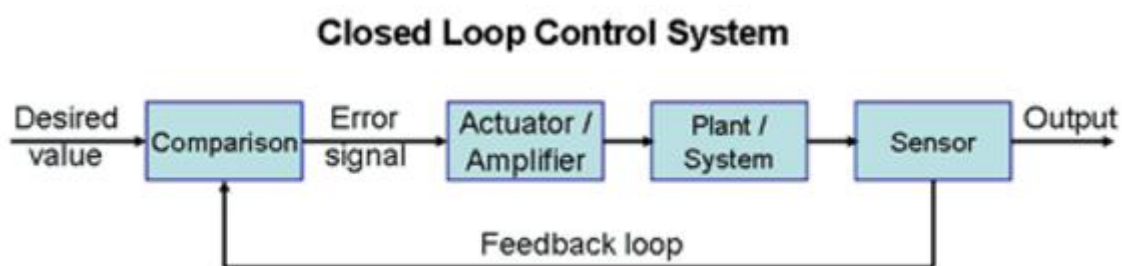 Closed Loop Control System
Desired
value
Comparison
Error
signal
Actuator /
Amplifier
Plant /
System
Sensor
Output
Feedback loop